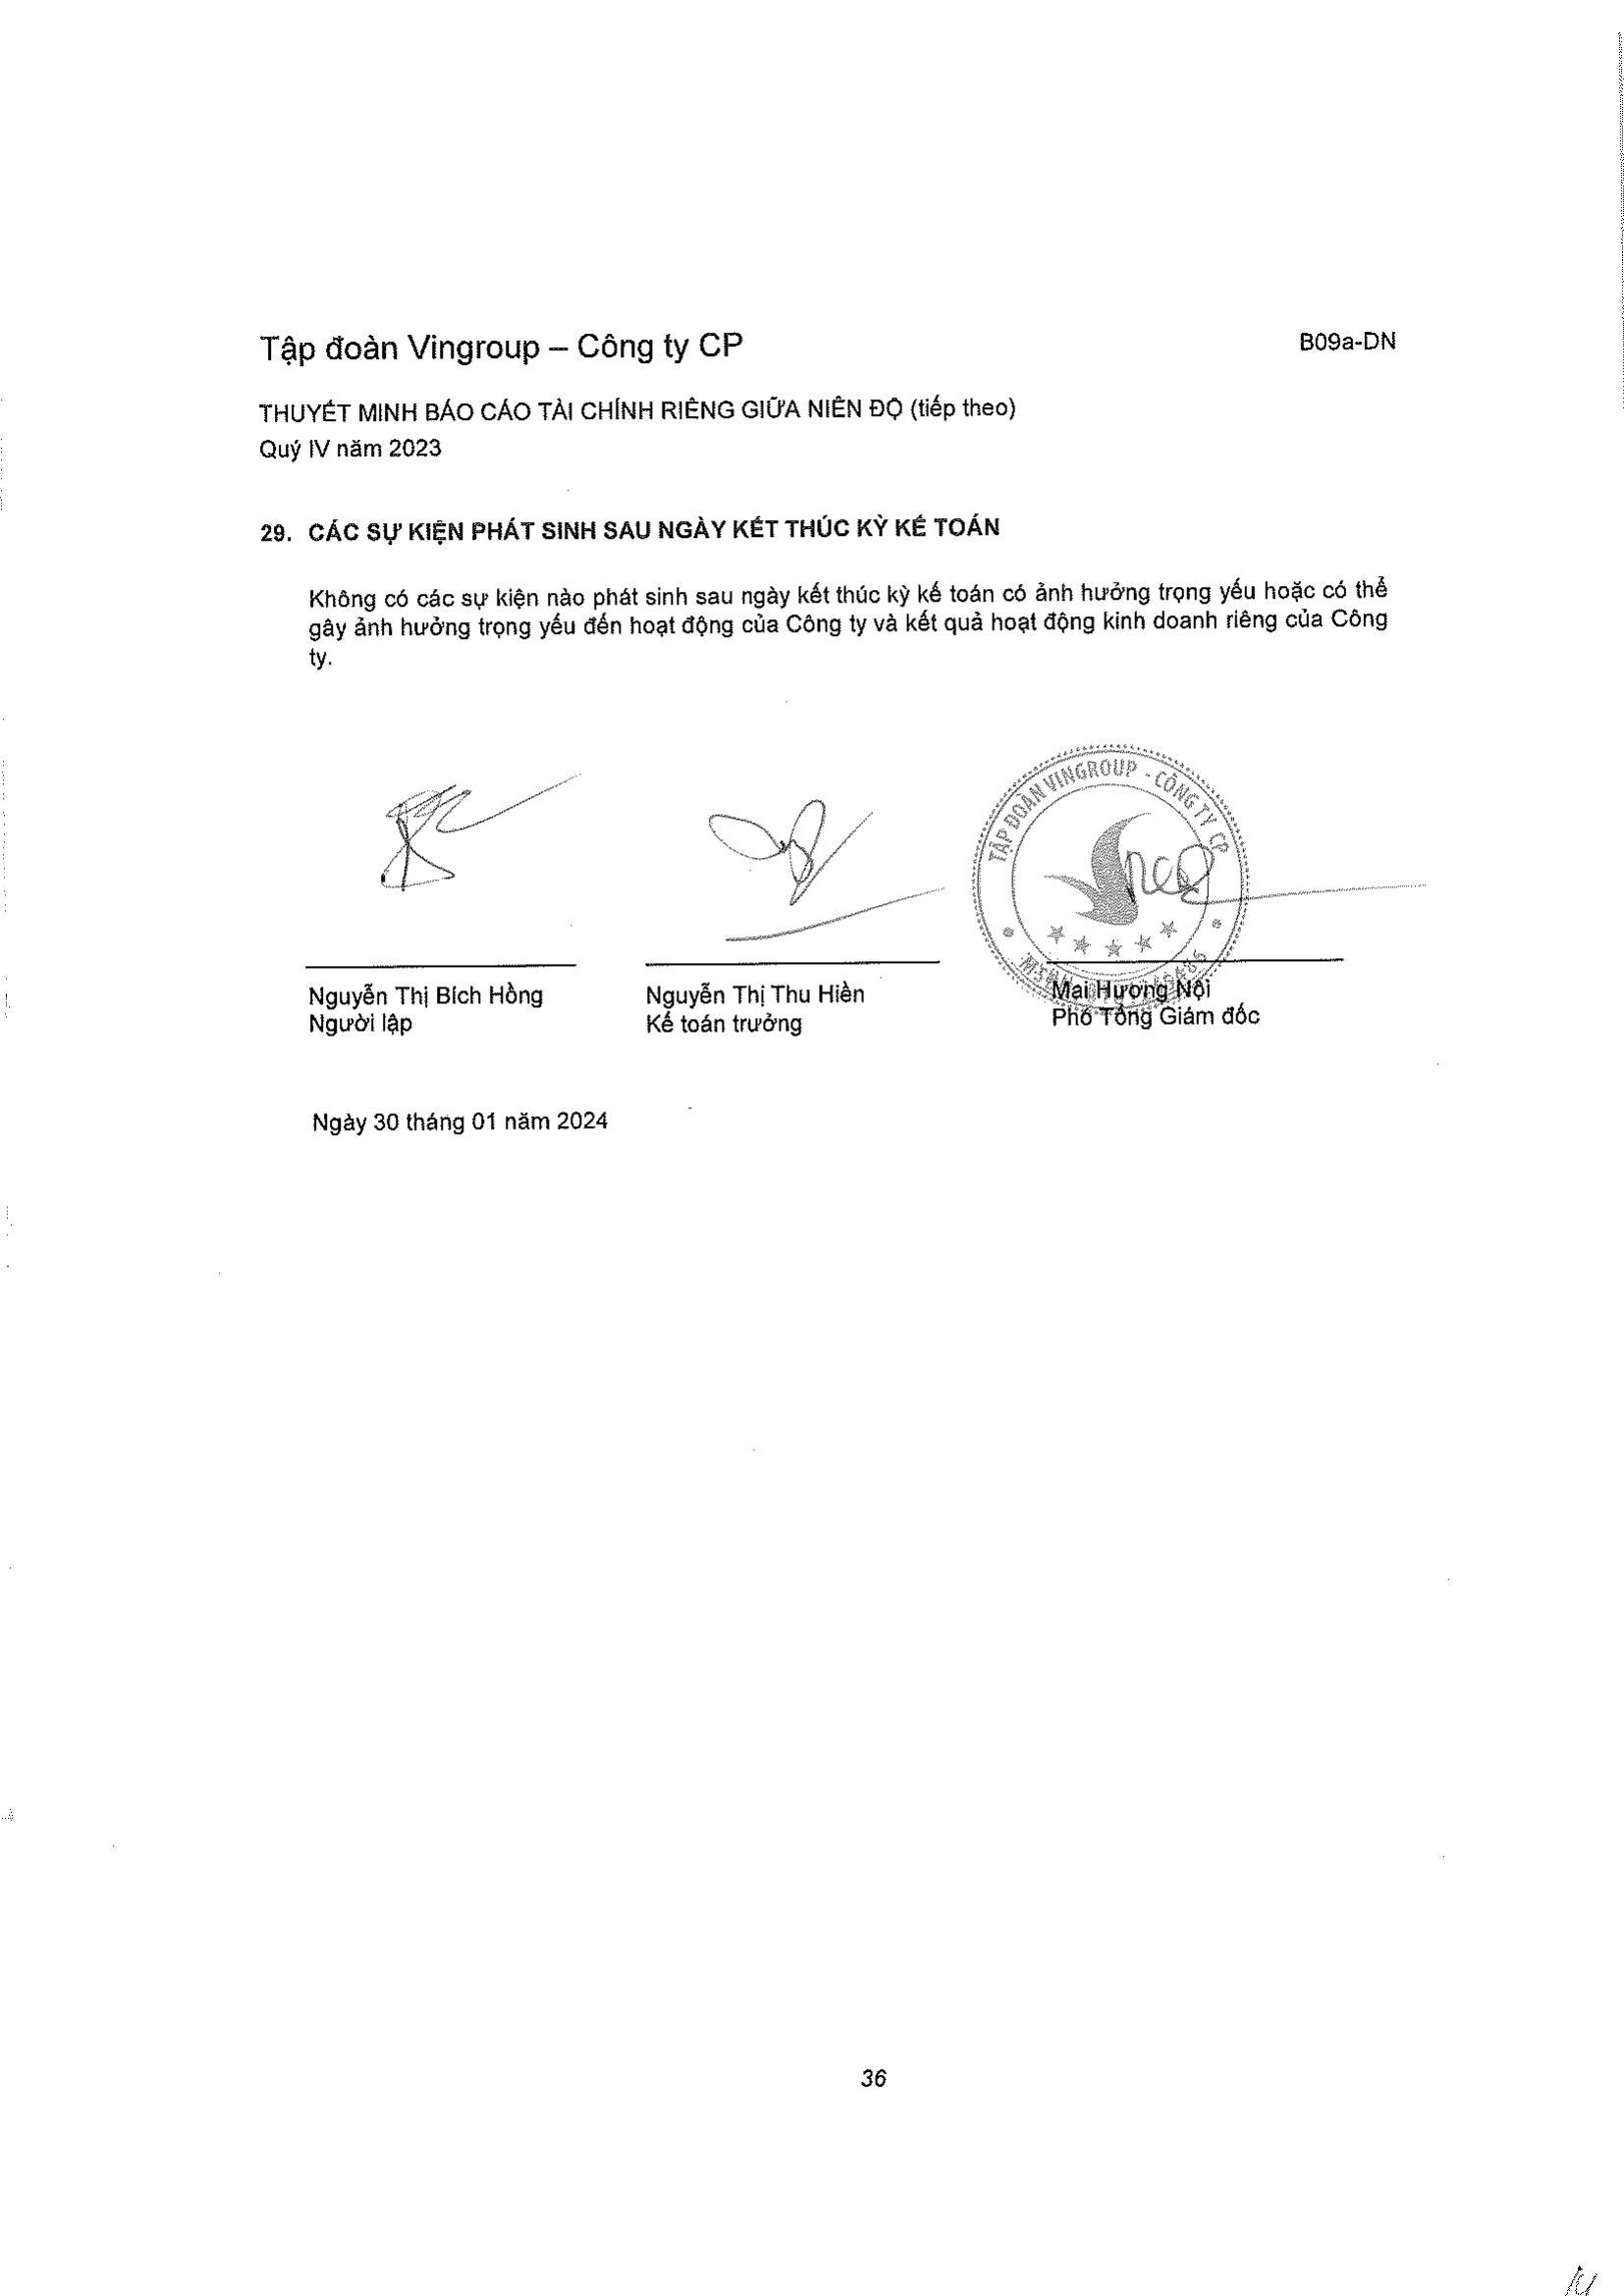 Tập đoàn Vingroup – Công ty CP
B09a-DN
THUYẾT MINH BÁO CÁO TÀI CHÍNH RIÊNG GIỮA NIÊN ĐỘ (tiếp theo)
Quý IV năm 2023
29. CÁC SỰ KIỆN PHÁT SINH SAU NGÀY KẾT THÚC KỲ KẾ TOÁN
Không có các sự kiện nào phát sinh sau ngày kết thúc kỳ kế toán có ảnh hưởng trọng yếu hoặc có thể
gây ảnh hưởng trọng yếu đến hoạt động của Công ty và kết quả hoạt động kinh doanh riêng của Công
ty.
TẬP ĐOÀN VINGROUP - CÔNG TY CP
Nguyễn Thị Bích Hồng
Người lập
Nguyễn Thị Thu Hiền
Kế toán trưởng
Mai Hương Nội
Phó Tổng Giám đốc
Ngày 30 tháng 01 năm 2024
36